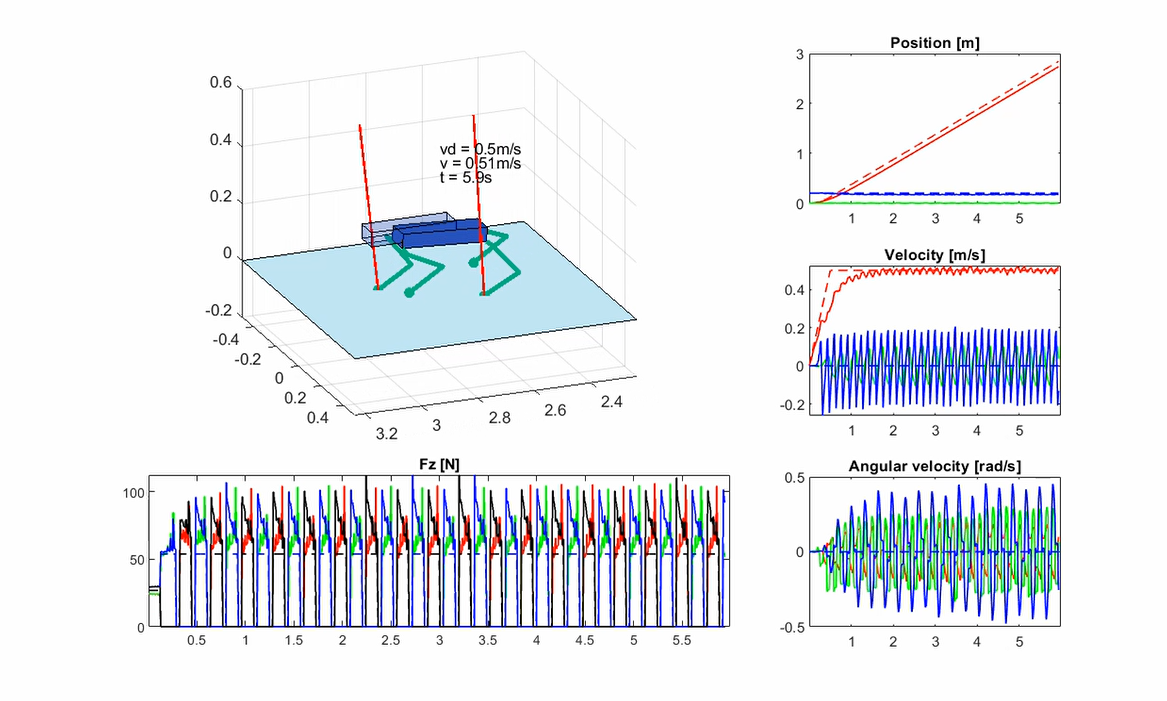 0.6
0.4
0.2
0
-0.2
-0.4
-0.2
0
0.2
0.4
3.2
3
2.8
2.6
2.4
vd = 0.5m/s
v = 0.51m/s
t = 5.9s
Position [m]
3
2
1
0
1 2 3 4 5
Velocity [m/s]
0.4
0.2
0
-0.2
1 2 3 4 5
Fz [N]
100
50
0
0.5 1 1.5 2 2.5 3 3.5 4 4.5 5 5.5
Angular velocity [rad/s]
0.5
0
-0.5
1 2 3 4 5